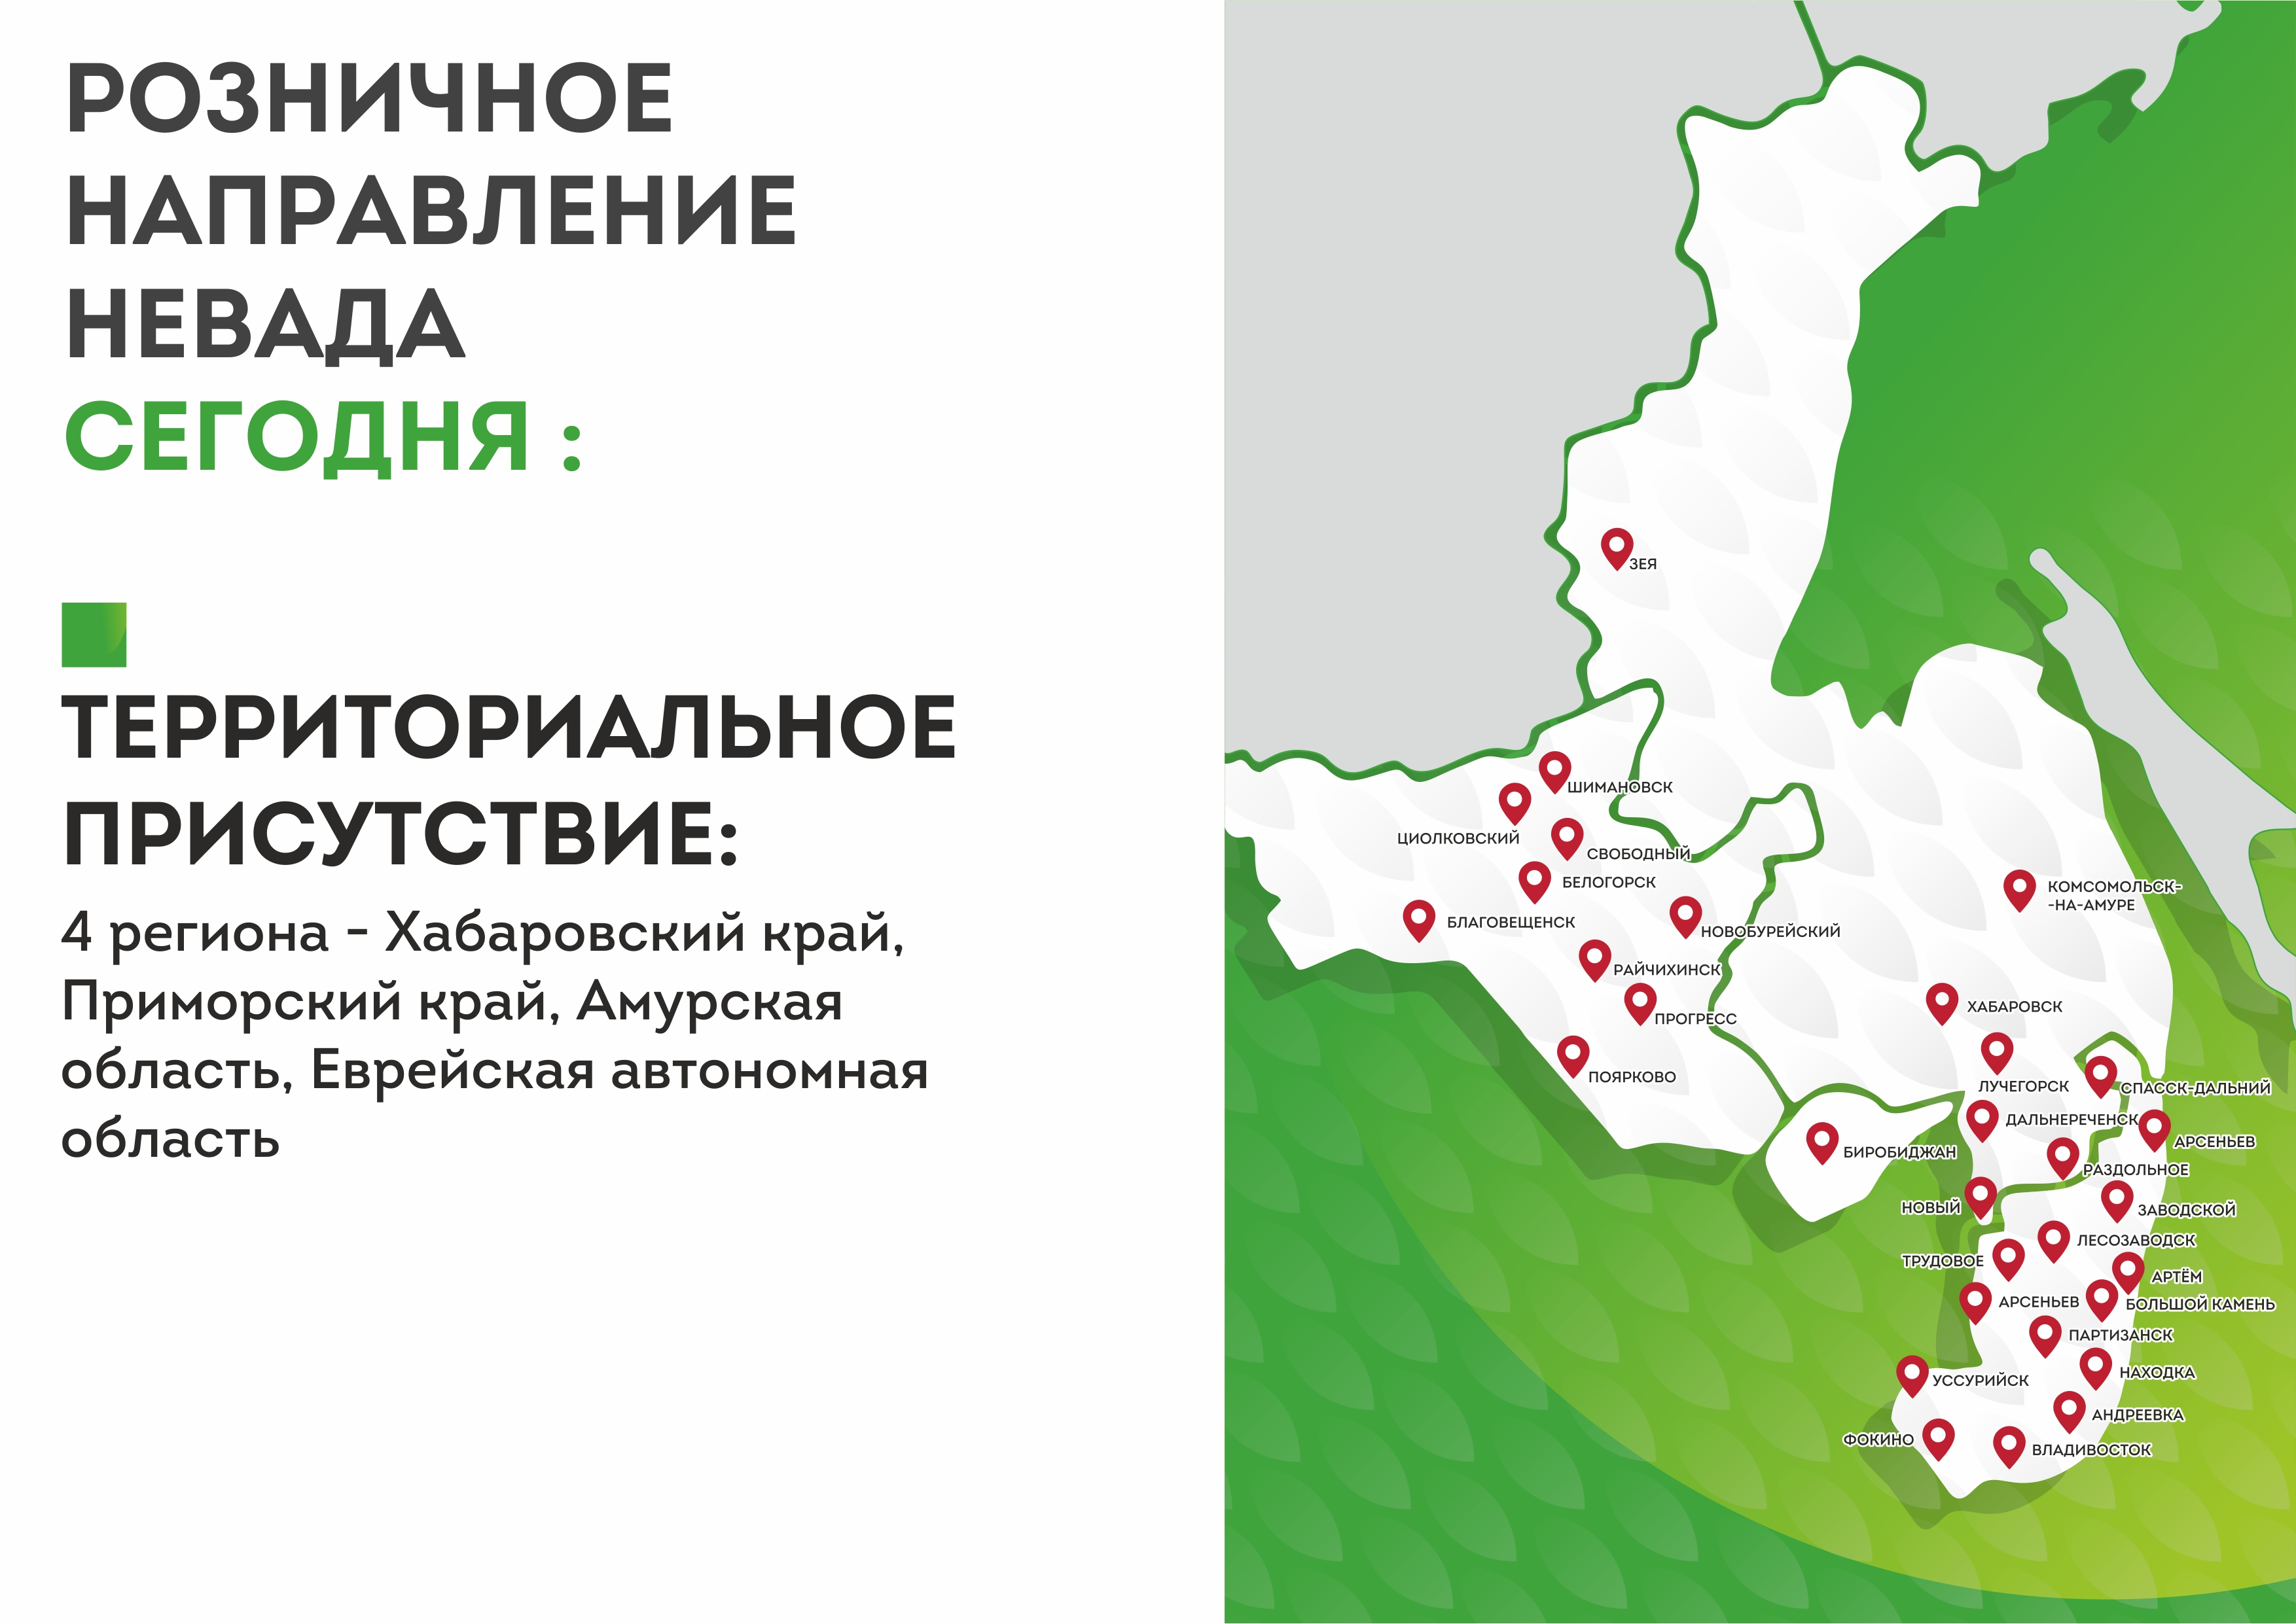 РОЗНИЧНОЕ
НАПРАВЛЕНИЕ
НЕВАДА
СЕГОДНЯ :
ТЕРРИТОРИАЛЬНОЕ
ПРИСУТСТВИЕ:
4 региона - Хабаровский край,
Приморский край, Амурская
область, Еврейская автономная
область
ЗЕЯ
ШИМАНОВСК
ЦИОЛКОВСКИЙ
СВОБОДНЫЙ
БЕЛОГОРСК
БЛАГОВЕЩЕНСК
НОВОБУРЕЙСКИЙ
РАЙЧИХИНСК
ПРОГРЕСС
ПОЯРКОВО
КОМСОМОЛЬСК-
-НА-АМУРЕ
ХАБАРОВСК
ЛУЧЕГОРСК
СПАССК-ДАЛЬНИЙ
ДАЛЬНЕРЕЧЕНСК
АРСЕНЬЕВ
БИРОБИДЖАН
РАЗДОЛЬНОЕ
НОВЫЙ
ЗАВОДСКОЙ
ЛЕСОЗАВОДСК
ТРУДОВОЕ
АРТЁМ
АРСЕНЬЕВ
БОЛЬШОЙ КАМЕНЬ
ПАРТИЗАНСК
НАХОДКА
УССУРИЙСК
АНДРЕЕВКА
ФОКИНО
ВЛАДИВОСТОК